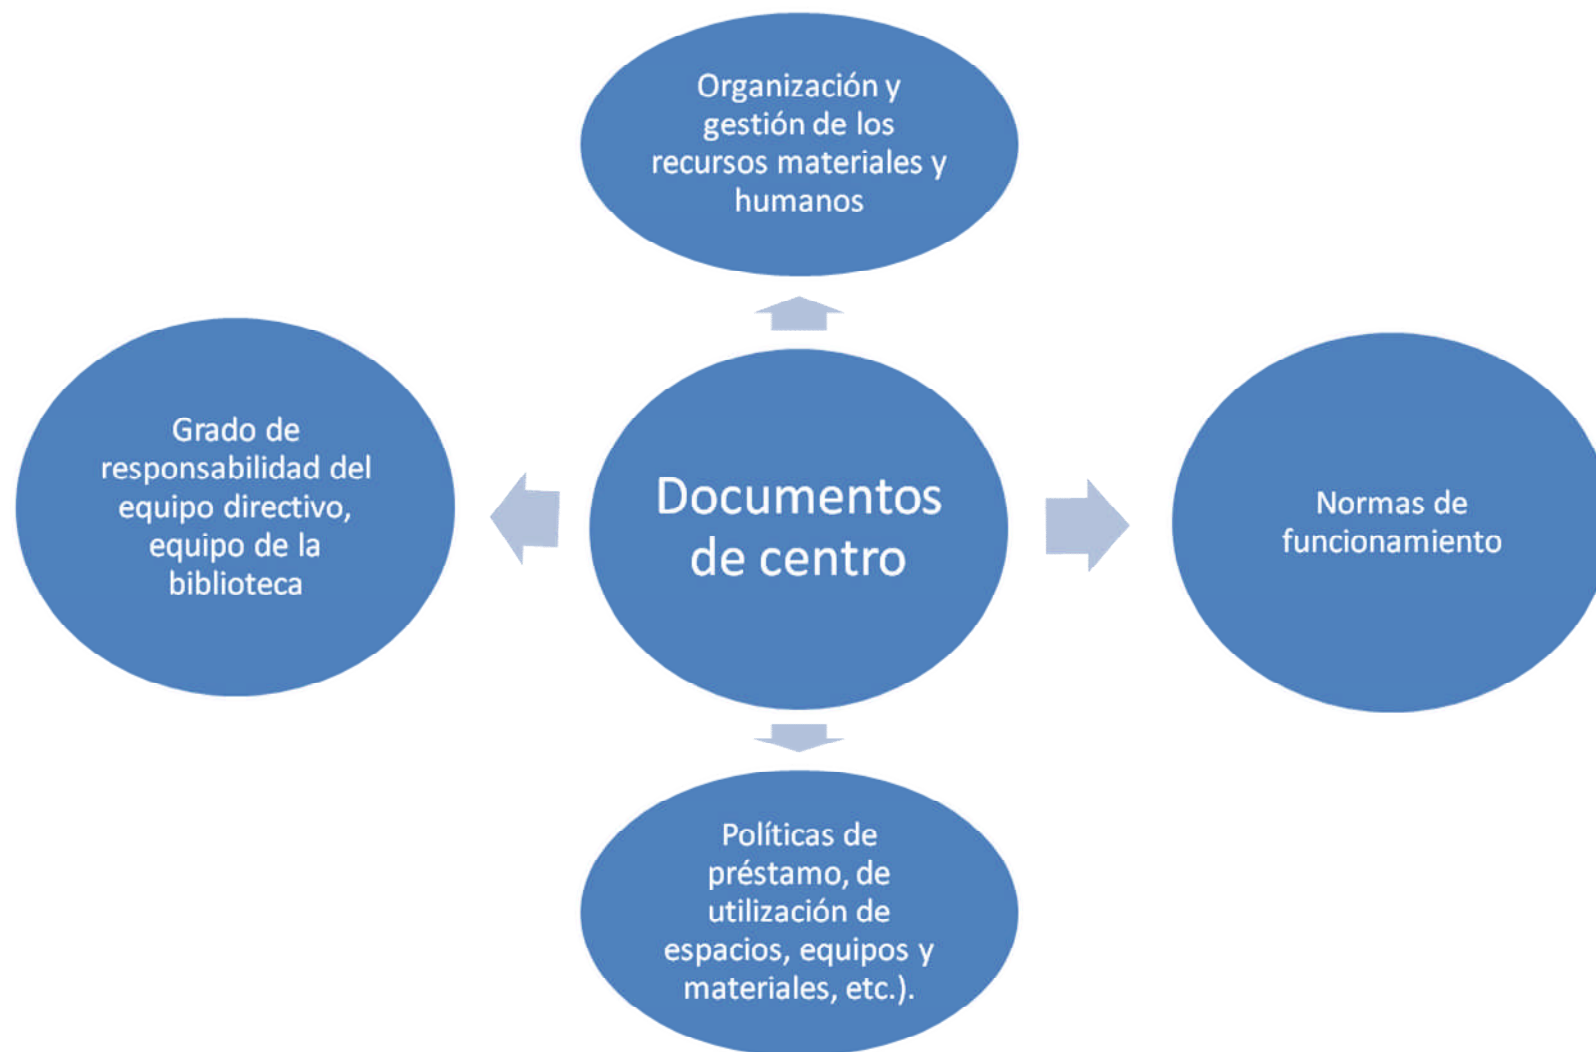 Organización y
gestión de los
recursos materiales y
humanos
Grado de
responsabilidad del
equipo directivo,
equipo de la
biblioteca
Documentos
de centro
Normas de
funcionamiento
Políticas de
préstamo, de
utilización de
espacios, equipos y
materiales, etc.).